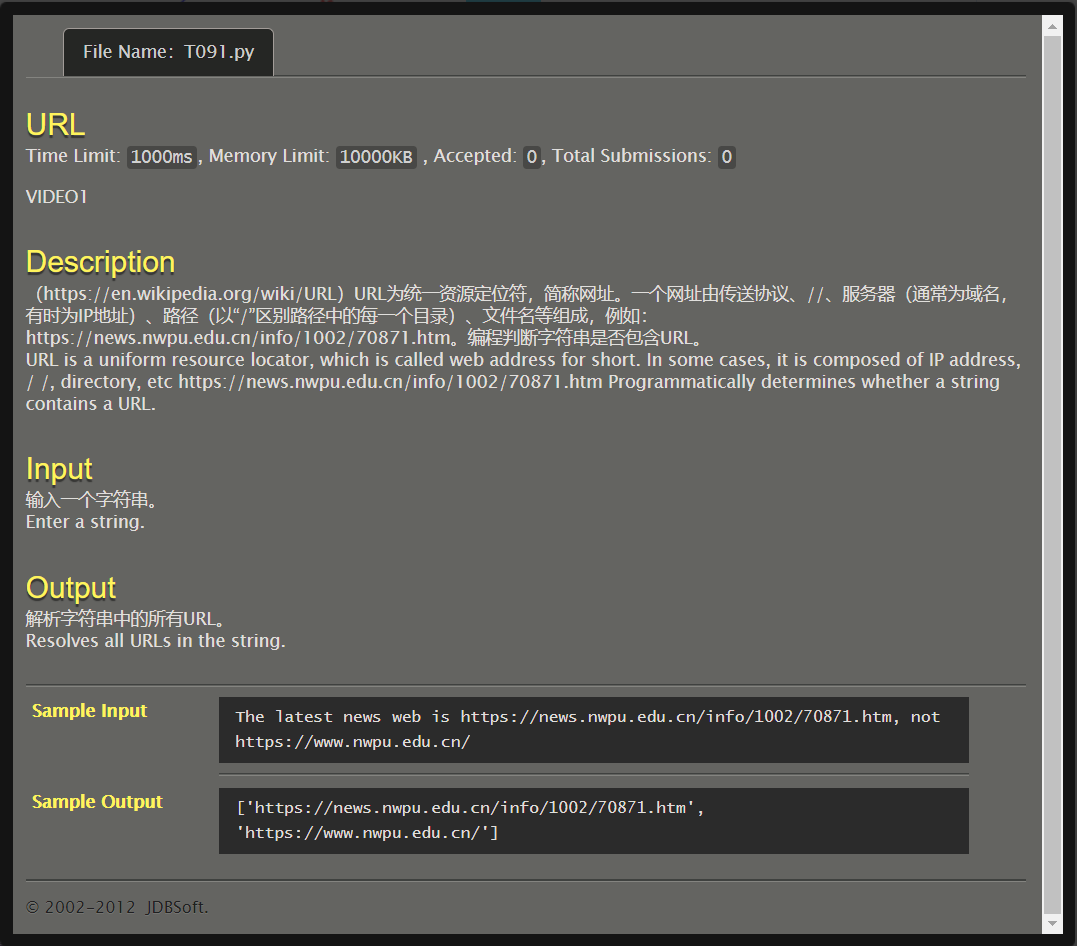 File Name: T091.py
URL
Time Limit: 1000ms, Memory Limit: 10000KB , Accepted: 0, Total Submissions: 0
VIDEO1
Description
（https://en.wikipedia.org/wiki/URL）URL为统一资源定位符，简称网址。一个网址由传送协议、//、服务器（通常为域名，
有时为IP地址）、路径（以“/”区别路径中的每一个目录）、文件名等组成，例如：
https://news.nwpu.edu.cn/info/1002/70871.htm。编程判断字符串是否包含URL。
URL is a uniform resource locator, which is called web address for short. In some cases, it is composed of IP address,
/ /, directory, etc https://news.nwpu.edu.cn/info/1002/70871.htm Programmatically determines whether a string
contains a URL.
Input
输入一个字符串。
Enter a string.
Output
解析字符串中的所有URL。
Resolves all URLs in the string.
Sample Input
The latest news web is https://news.nwpu.edu.cn/info/1002/70871.htm, not
https://www.nwpu.edu.cn/
Sample Output
['https://news.nwpu.edu.cn/info/1002/70871.htm',
'https://www.nwpu.edu.cn/']
© 2002-2012 JDBSoft.